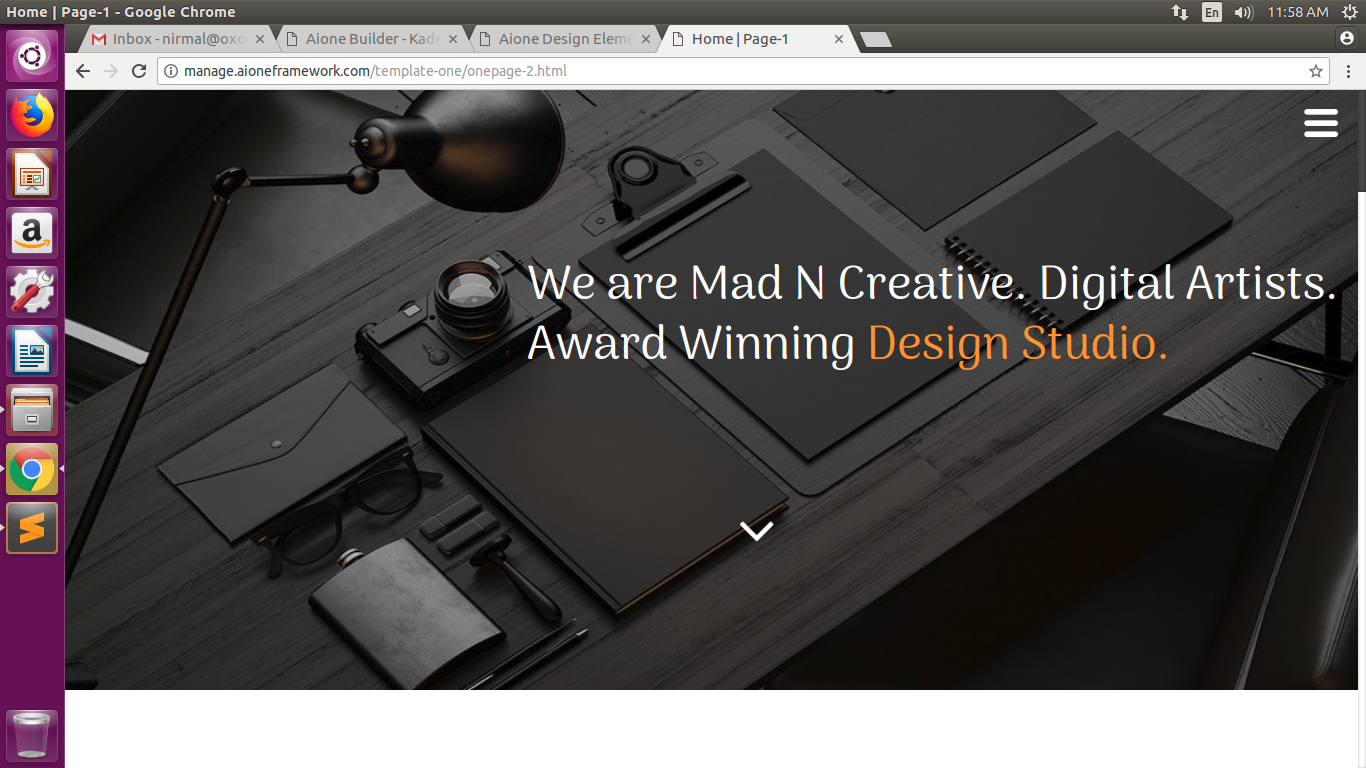 Home | Page-1 - Google Chrome
En
11:58 AM
Inbox - nirmal@oxo
Aione Builder - Kade
Aione Design Eleme
Home | Page-1
manage.aioneframework.com/template-one/onepage-2.html
We are Mad N Creative. Digital Artists.
Award Winning Design Studio.